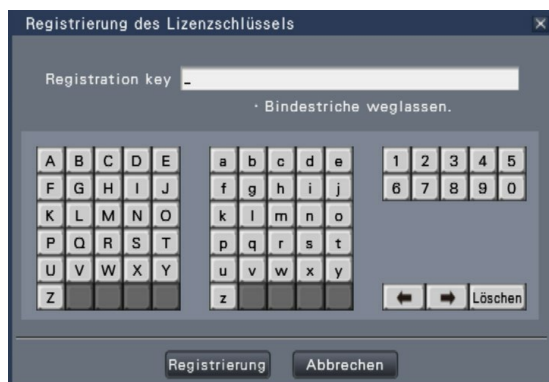 Registrierung des Lizenzschlüssels
Registration key _
· Bindestriche weglassen.
A B C D E a b c d e 1 2 3 4 5
F G H I J f g h i j 6 7 8 9 0
K L M N O k l m n o
P Q R S T p q r s t
U V W X Y u v w x y
Z z ← → Löschen
Registrierung Abbrechen